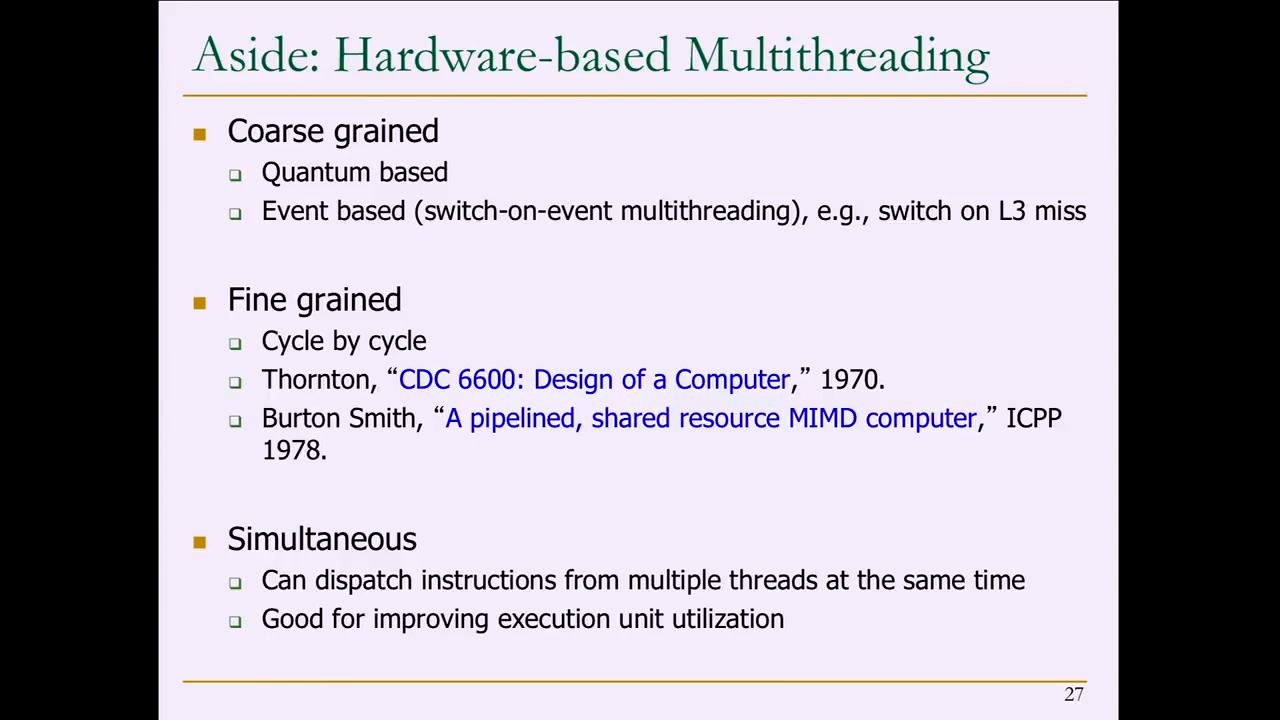 Aside: Hardware-based Multithreading
Coarse grained
Quantum based
Event based (switch-on-event multithreading), e.g., switch on L3 miss
Fine grained
Cycle by cycle
Thornton, “CDC 6600: Design of a Computer,” 1970.
Burton Smith, “A pipelined, shared resource MIMD computer,” ICPP
1978.
Simultaneous
Can dispatch instructions from multiple threads at the same time
Good for improving execution unit utilization
27